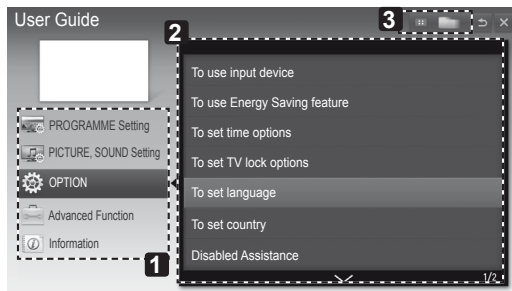 User Guide
3
2
To use input device
To use Energy Saving feature
To set time options
To set TV lock options
To set language
To set country
Disabled Assistance
1/2
PROGRAMME Setting
PICTURE, SOUND Setting
OPTION
Advanced Function
Information
1